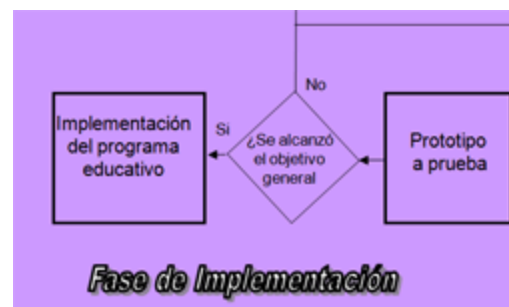 No
Implementación
del programa
educativo
Si
¿Se alcanzó
el objetivo
general
Prototipo
a prueba
Fase de Implementación